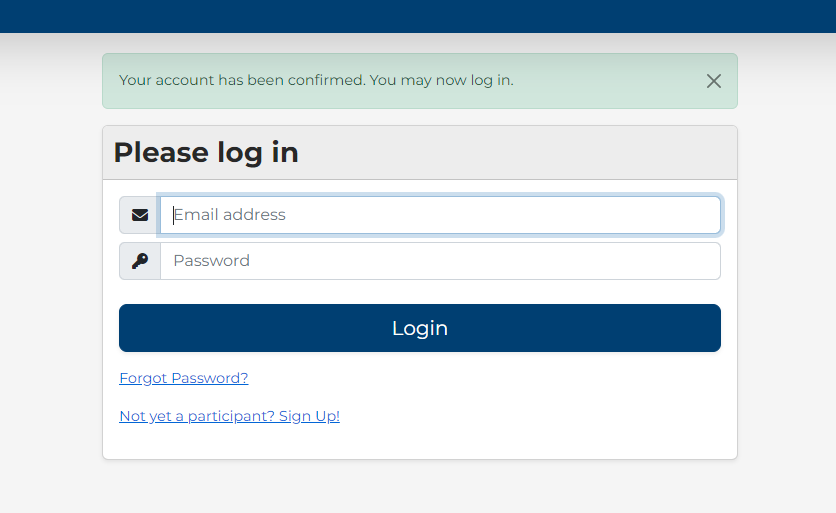 Your account has been confirmed. You may now log in.
Please log in
Email address
Password
Login
Forgot Password?
Not yet a participant? Sign Up!